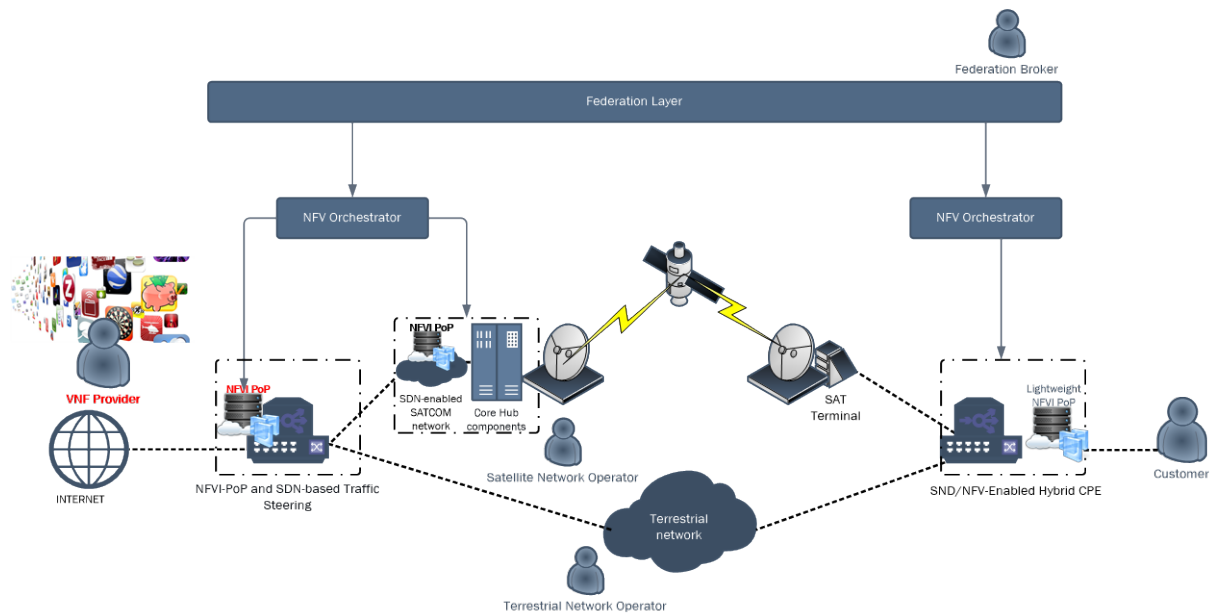 Federation Broker
Federation Layer
NFV Orchestrator
NFV Orchestrator
NFVI PoP
SDN-enabled
SATCOM
network
Core Hub
components
VNF Provider
NFVI PoP
SAT
Terminal
Lightweight
NFVI PoP
INTERNET
NFVI-PoP and SDN-based Traffic
Steering
Satellite Network Operator
SND/NFV-Enabled Hybrid CPE
Customer
Terrestrial
network
Terrestrial Network Operator